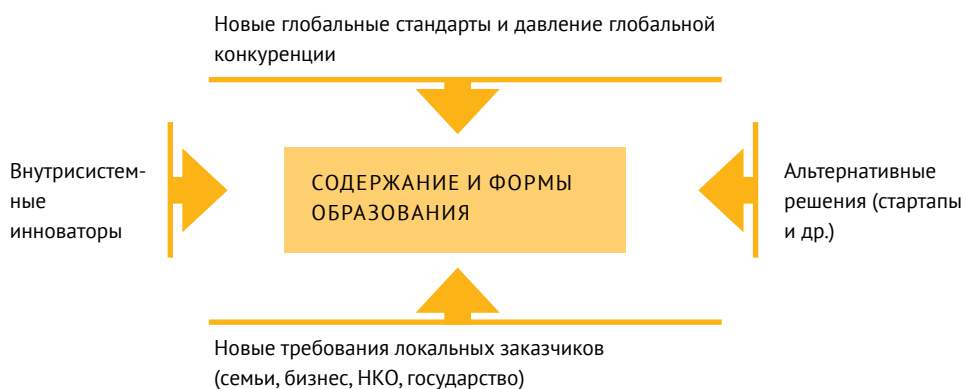 Новые глобальные стандарты и давление глобальной
конкуренции
Внутрисистем-
ные
инноваторы
СОДЕРЖАНИЕ И ФОРМЫ
ОБРАЗОВАНИЯ
Альтернативные
решения (стартапы
и др.)
Новые требования локальных заказчиков
(семьи, бизнес, НКО, государство)